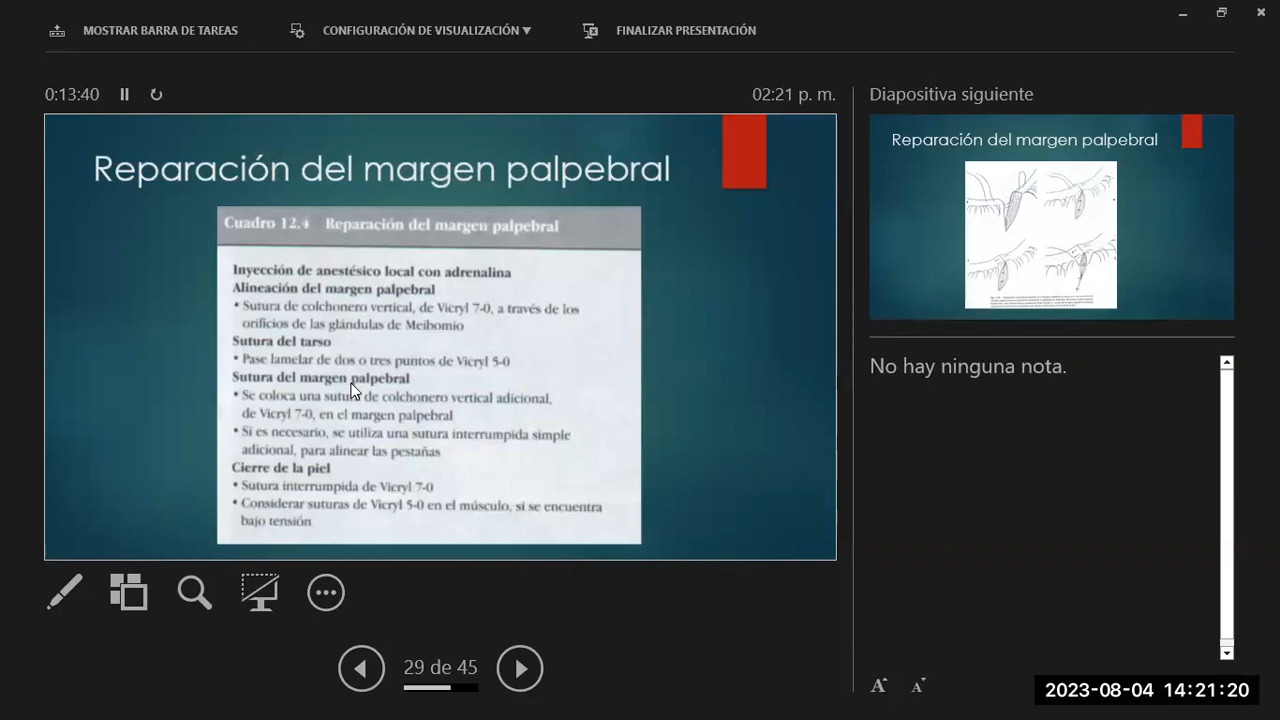 MOSTRAR BARRA DE TAREAS
CONFIGURACIÓN DE VISUALIZACIÓN
FINALIZAR PRESENTACIÓN
0:13:40
02:21 p. m.
Diapositiva siguiente
Reparación del margen palpebral
Cuadro 12.4 Reparación del margen palpebral
Inyección de anestésico local con adrenalina
Alineación del margen palpebral
• Sutura de colchonero vertical, de Vicryl 7-0, a través de los
orificios de las glándulas de Meibomio
Sutura del tarso
• Pase lamelar de dos o tres puntos de Vicryl 5-0
Sutura del margen palpebral
• Se coloca una sutura de colchonero vertical adicional,
de Vicryl 7-0, en el margen palpebral
• Si es necesario, se utiliza una sutura interrumpida simple
adicional, para alinear las pestañas
Cierre de la piel
• Sutura interrumpida de Vicryl 7-0
• Considerar suturas de Vicryl 5-0 en el músculo, si se encuentra
bajo tensión
Reparación del margen palpebral
No hay ninguna nota.
29 de 45
A A
2023-08-04 14:21:20